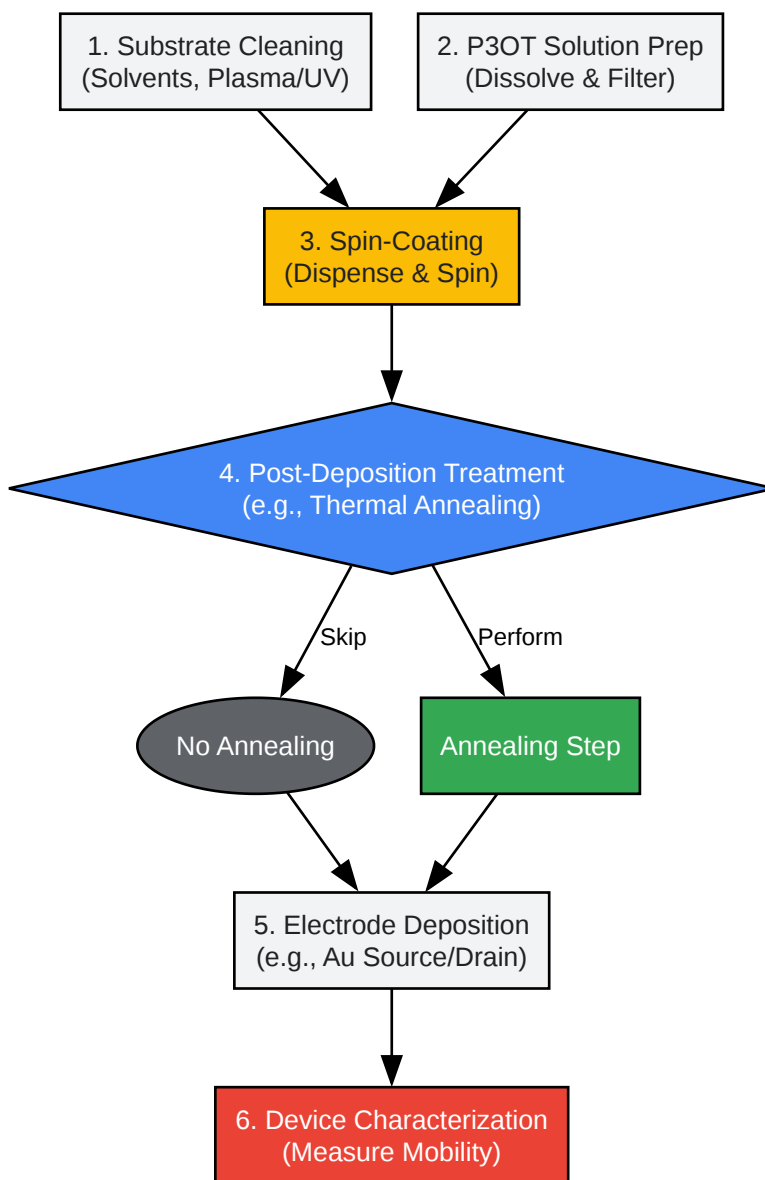 1. Substrate Cleaning
(Solvents, Plasma/UV)
2. P3OT Solution Prep
(Dissolve & Filter)
3. Spin-Coating
(Dispense & Spin)
4. Post-Deposition Treatment
(e.g., Thermal Annealing)
Skip
Perform
No Annealing
Annealing Step
5. Electrode Deposition
(e.g., Au Source/Drain)
6. Device Characterization
(Measure Mobility)